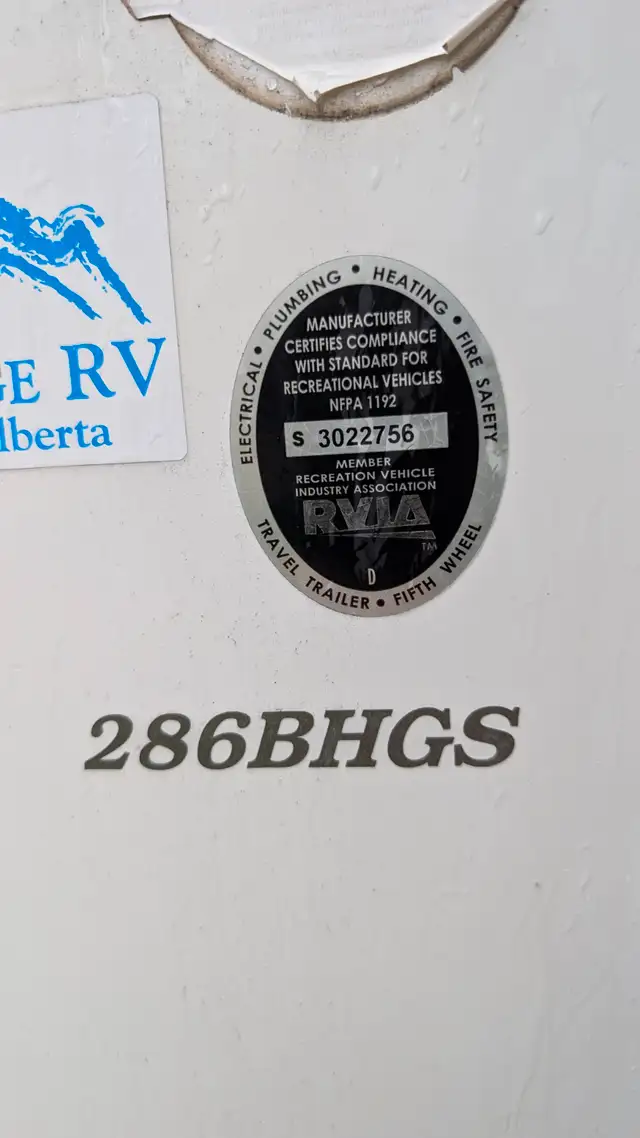 GE RV
lberta
ELECTRICAL • PLUMBING • HEATING • FIRE SAFETY
MANUFACTURER
CERTIFIES COMPLIANCE
WITH STANDARD FOR
RECREATIONAL VEHICLES
NFPA 1192
S 3022756
MEMBER
RECREATION VEHICLE
INDUSTRY ASSOCIATION
RVIA
TM
D
TRAVEL TRAILER • FIFTH WHEEL
286BHGS